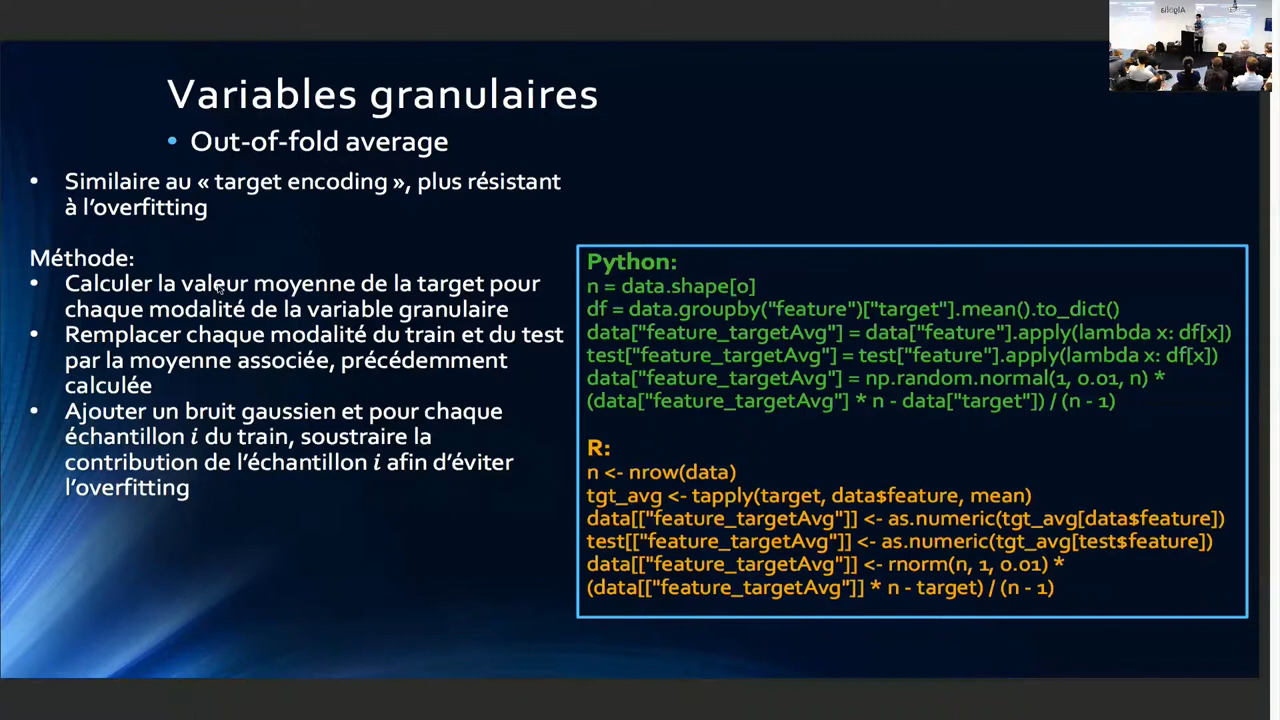 Variables granulaires
• Out-of-fold average
• Similaire au « target encoding », plus résistant
à l’overfitting
Méthode:
• Calculer la valeur moyenne de la target pour
chaque modalité de la variable granulaire
• Remplacer chaque modalité du train et du test
par la moyenne associée, précédemment
calculée
• Ajouter un bruit gaussien et pour chaque
échantillon i du train, soustraire la
contribution de l’échantillon i afin d’éviter
l’overfitting
Python:
n = data.shape[0]
df = data.groupby("feature")["target"].mean().to_dict()
data["feature_targetAvg"] = data["feature"].apply(lambda x: df[x])
test["feature_targetAvg"] = test["feature"].apply(lambda x: df[x])
data["feature_targetAvg"] = np.random.normal(1, 0.01, n) *
(data["feature_targetAvg"] * n - data["target"]) / (n - 1)
R:
n <- nrow(data)
tgt_avg <- tapply(target, data$feature, mean)
data[["feature_targetAvg"]] <- as.numeric(tgt_avg[data$feature])
test[["feature_targetAvg"]] <- as.numeric(tgt_avg[test$feature])
data[["feature_targetAvg"]] <- rnorm(n, 1, 0.01) *
(data[["feature_targetAvg"]] * n - target) / (n - 1)
Algolia